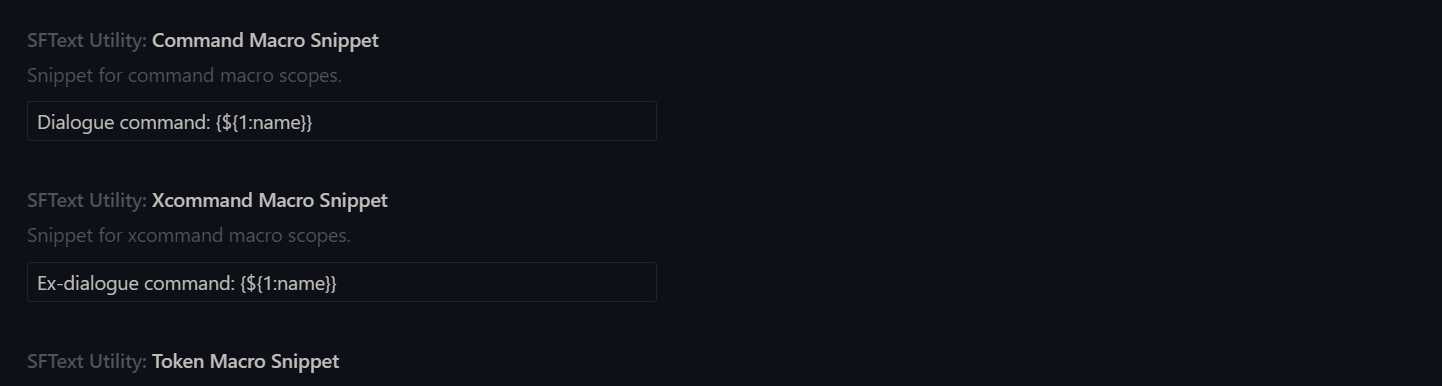 SFText Utility: Command Macro Snippet
Snippet for command macro scopes.
Dialogue command: {${1:name}}
SFText Utility: Xcommand Macro Snippet
Snippet for xcommand macro scopes.
Ex-dialogue command: {${1:name}}
SFText Utility: Token Macro Snippet